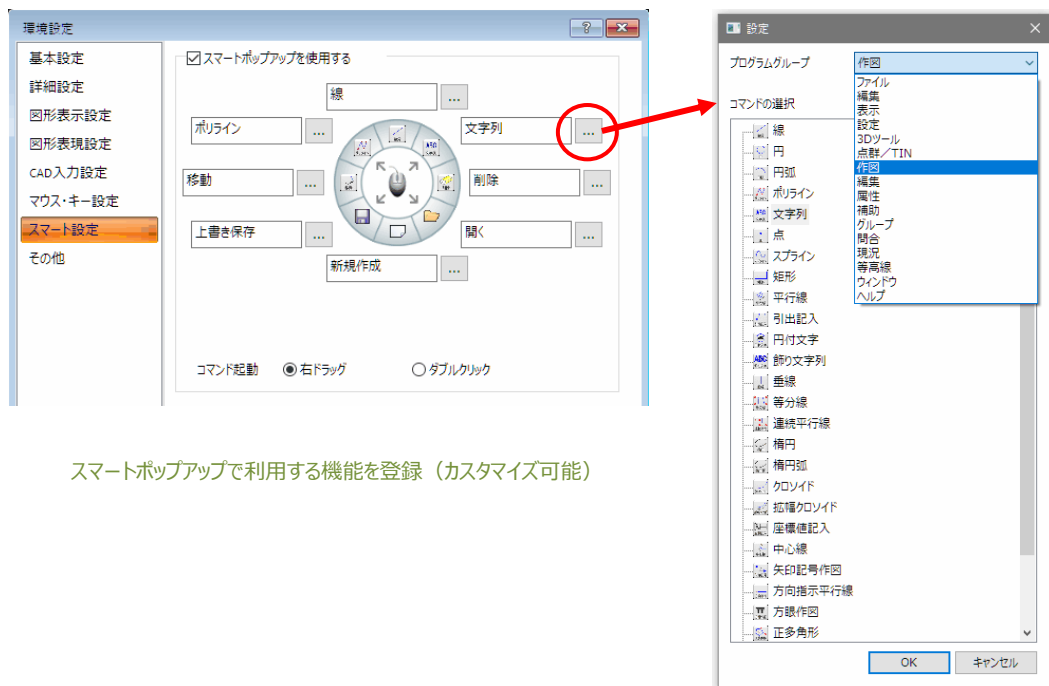 環境設定
基本設定
詳細設定
図形表示設定
図形表現設定
CAD入力設定
マウス・キー設定
スマート設定
その他
スマートポップアップを使用する
線
...
ポリライン
...
文字列
...
移動
...
削除
...
上書き保存
...
開く
...
新規作成
...
コマンド起動
右ドラッグ
ダブルクリック
スマートポップアップで利用する機能を登録（カスタマイズ可能）
設定
プログラムグループ
作図
ファイル
編集
表示
設定
3Dツール
点群／TIN
作図
編集
属性
補助
グループ
問合
現況
等高線
ウィンドウ
ヘルプ
コマンドの選択
線
円
円弧
ポリライン
文字列
点
スプライン
矩形
平行線
引出記入
円付文字
飾り文字列
垂線
等分線
連続平行線
楕円
楕円弧
クロソイド
拡幅クロソイド
座標値記入
中心線
矢印記号作図
方向指示平行線
方眼作図
正多角形
OK
キャンセル